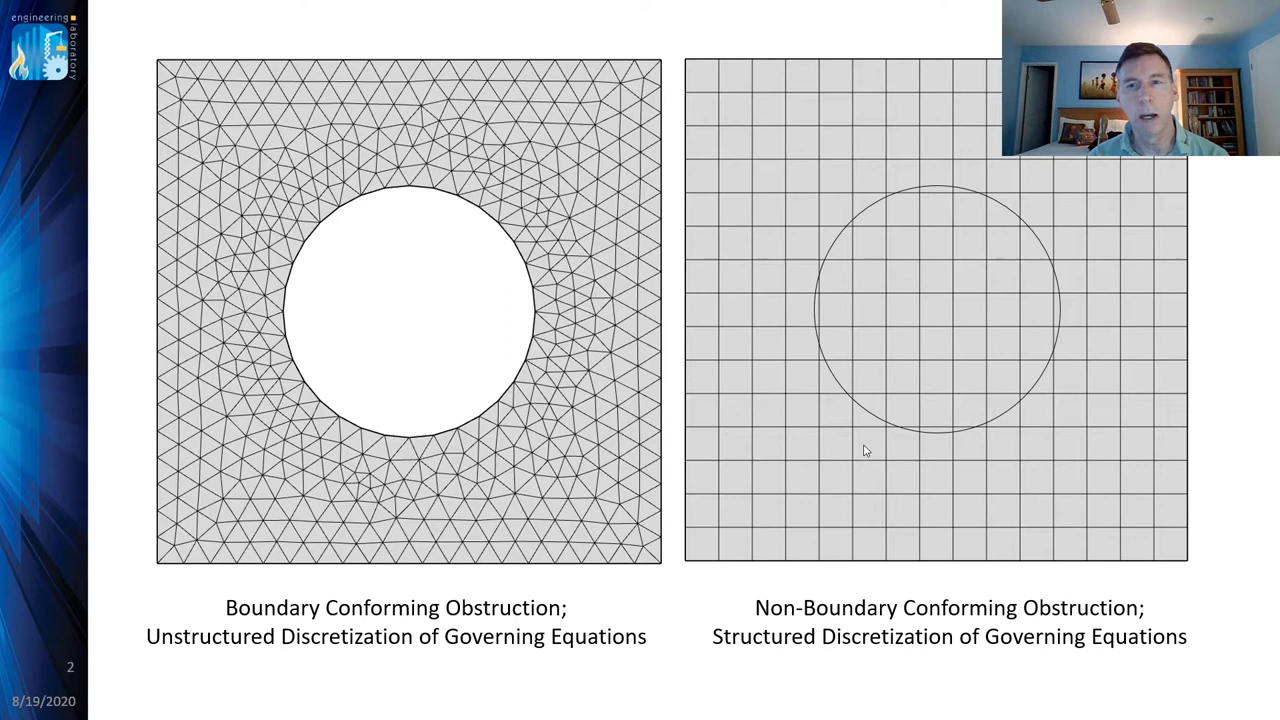 engineering
laboratory
Boundary Conforming Obstruction;
Unstructured Discretization of Governing Equations
Non-Boundary Conforming Obstruction;
Structured Discretization of Governing Equations
2
8/19/2020